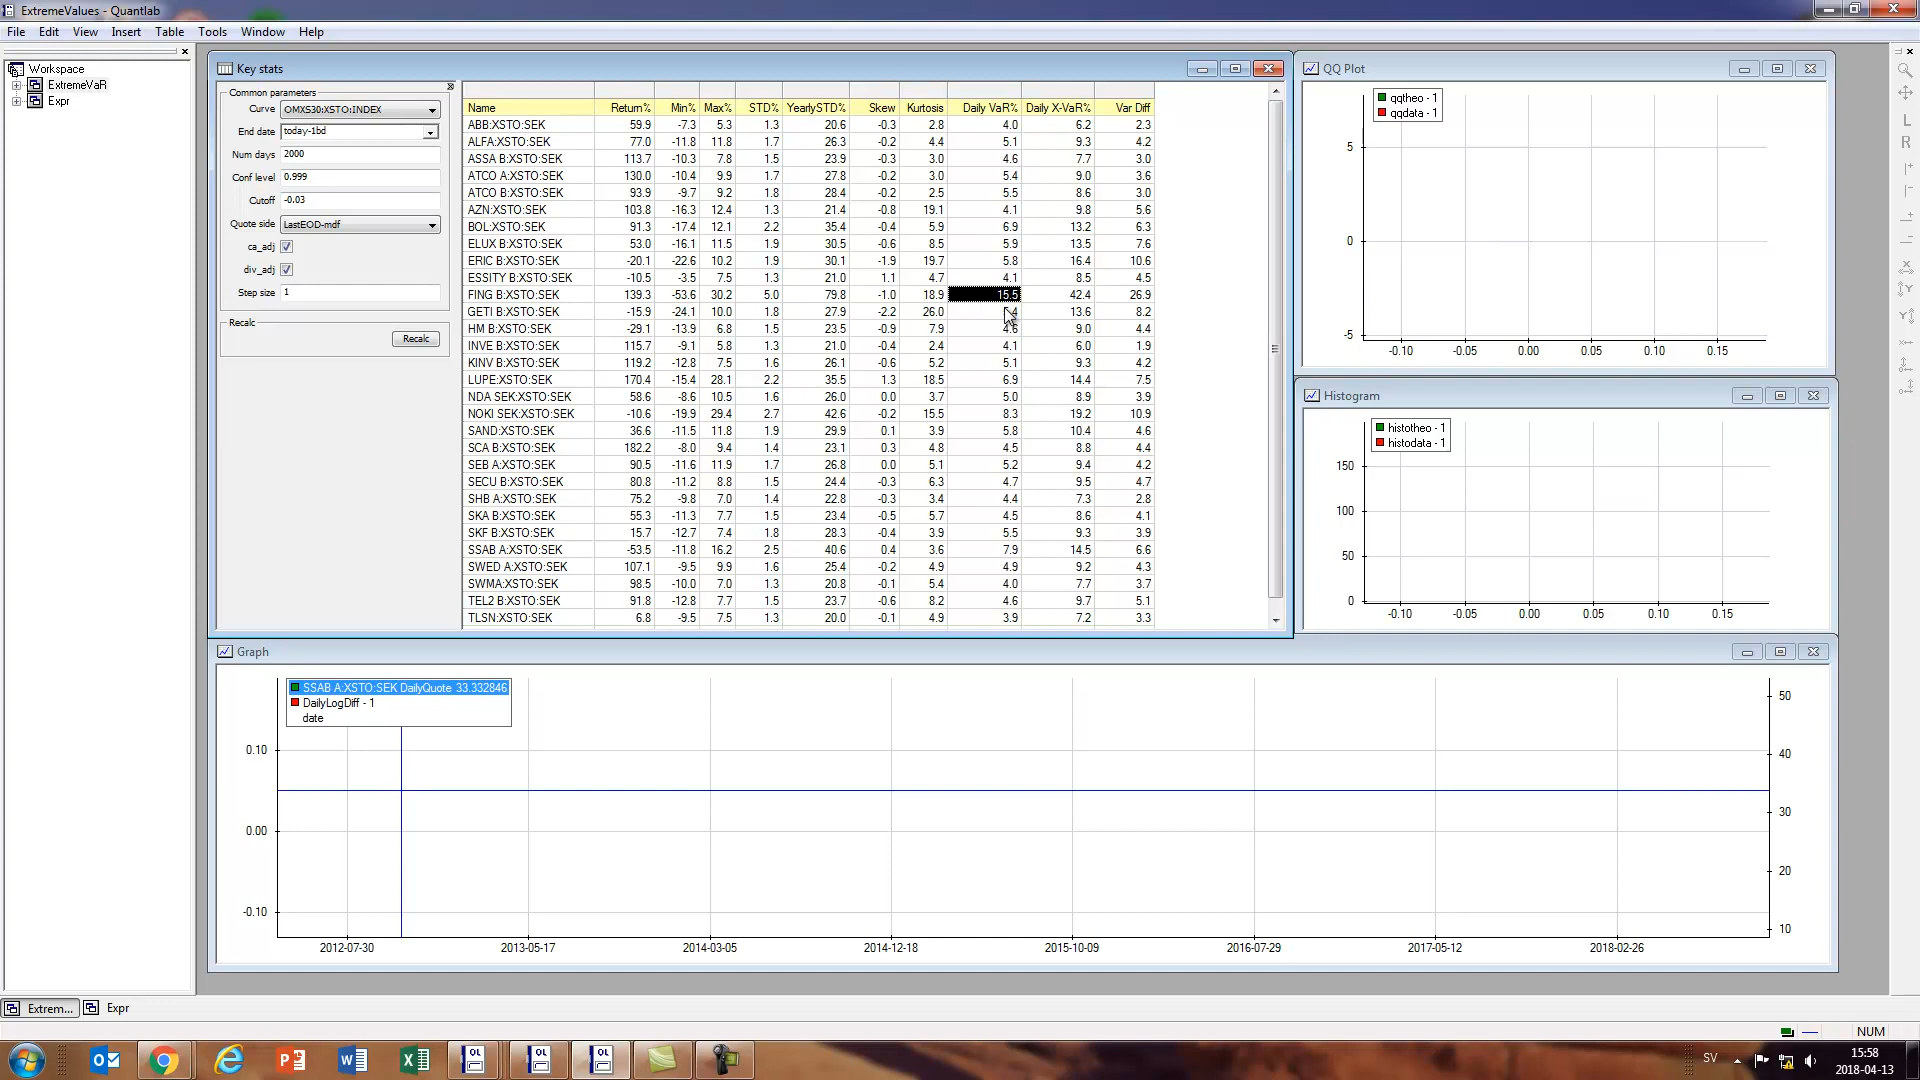 ExtremeValues - Quantlab
File Edit View Insert Table Tools Window Help
Workspace
ExtremeVaR
Expr
Key stats
Common parameters
Curve OMXS30:XSTO:INDEX
End date today-1bd
Num days 2000
Conf level 0.999
Cutoff -0.03
Quote side LastEOD-mdf
ca_adj
div_adj
Step size 1
Recalc
Recalc
Name Return% Min% Max% STD% YearlySTD% Skew Kurtosis Daily VaR% Daily X-VaR% Var Diff
ABB:XSTO:SEK 59.9 -7.3 5.3 1.3 20.6 -0.3 2.8 4.0 6.2 2.3
ALFA:XSTO:SEK 77.0 -11.8 11.8 1.7 26.3 -0.2 4.4 5.1 9.3 4.2
ASSA B:XSTO:SEK 113.7 -10.3 7.8 1.5 23.9 -0.3 3.0 4.6 7.7 3.0
ATCO A:XSTO:SEK 130.0 -10.4 9.9 1.7 27.8 -0.2 3.0 5.4 9.0 3.6
ATCO B:XSTO:SEK 93.9 -9.7 9.2 1.8 28.4 -0.2 2.5 5.5 8.6 3.0
AZN:XSTO:SEK 103.8 -16.3 12.4 1.3 21.4 -0.8 19.1 4.1 9.8 5.6
BOL:XSTO:SEK 91.3 -17.4 12.1 2.2 35.4 -0.4 5.9 6.9 13.2 6.3
ELUX B:XSTO:SEK 53.0 -16.1 11.5 1.9 30.5 -0.6 8.5 5.9 13.5 7.6
ERIC B:XSTO:SEK -20.1 -22.6 10.2 1.9 30.1 -1.9 19.7 5.8 16.4 10.6
ESSITY B:XSTO:SEK -10.5 -3.5 7.5 1.3 21.0 1.1 4.7 4.1 8.5 4.5
FING B:XSTO:SEK 139.3 -53.6 30.2 5.0 79.8 -1.0 18.9 15.5 42.4 26.9
GETI B:XSTO:SEK -15.9 -24.1 10.0 1.8 27.9 -2.2 26.0 13.6 8.2
HM B:XSTO:SEK -29.1 -13.9 6.8 1.5 23.5 -0.9 7.9 4.6 9.0 4.4
INVE B:XSTO:SEK 115.7 -9.1 5.8 1.3 21.0 -0.4 2.4 4.1 6.0 1.9
KINV B:XSTO:SEK 119.2 -12.8 7.5 1.6 26.1 -0.6 5.2 5.1 9.3 4.2
LUPE:XSTO:SEK 170.4 -15.4 28.1 2.2 35.5 1.3 18.5 6.9 14.4 7.5
NDA SEK:XSTO:SEK 58.6 -8.6 10.5 1.6 26.0 0.0 3.7 5.0 8.9 3.9
NOKI SEK:XSTO:SEK -10.6 -19.9 29.4 2.7 42.6 -0.2 15.5 8.3 19.2 10.9
SAND:XSTO:SEK 36.6 -11.5 11.8 1.9 29.9 0.1 3.9 5.8 10.4 4.6
SCA B:XSTO:SEK 182.2 -8.0 9.4 1.4 23.1 0.3 4.8 4.5 8.8 4.4
SEB A:XSTO:SEK 90.5 -11.6 11.9 1.7 26.8 0.0 5.1 5.2 9.4 4.2
SECU B:XSTO:SEK 80.8 -11.2 8.8 1.5 24.4 -0.3 6.3 4.7 9.5 4.7
SHB A:XSTO:SEK 75.2 -9.8 7.0 1.4 22.8 -0.3 3.4 4.4 7.3 2.8
SKA B:XSTO:SEK 55.3 -11.3 7.7 1.5 23.4 -0.5 5.7 4.5 8.6 4.1
SKF B:XSTO:SEK 15.7 -12.7 7.4 1.8 28.3 -0.4 3.9 5.5 9.3 3.9
SSAB A:XSTO:SEK -53.5 -11.8 16.2 2.5 40.6 0.4 3.6 7.9 14.5 6.6
SWED A:XSTO:SEK 107.1 -9.5 9.9 1.6 25.4 -0.2 4.9 4.9 9.2 4.3
SWMA:XSTO:SEK 98.5 -10.0 7.0 1.3 20.8 -0.1 5.4 4.0 7.7 3.7
TEL2 B:XSTO:SEK 91.8 -12.8 7.7 1.5 23.7 -0.6 8.2 4.6 9.7 5.1
TLSN:XSTO:SEK 6.8 -9.5 7.5 1.3 20.0 -0.1 4.9 3.9 7.2 3.3
QQ Plot
qqtheo - 1
qqdata - 1
5
0
-5
-0.10 -0.05 0.00 0.05 0.10 0.15
Histogram
histotheo - 1
histodata - 1
150
100
50
0
-0.10 -0.05 0.00 0.05 0.10 0.15
Graph
SSAB A:XSTO:SEK DailyQuote 33.332846
DailyLogDiff - 1
date
0.10
0.00
-0.10
50
40
30
20
10
2012-07-30 2013-05-17 2014-03-05 2014-12-18 2015-10-09 2016-07-29 2017-05-12 2018-02-26
Extrem... Expr
NUM
SV
15:58
2018-04-13